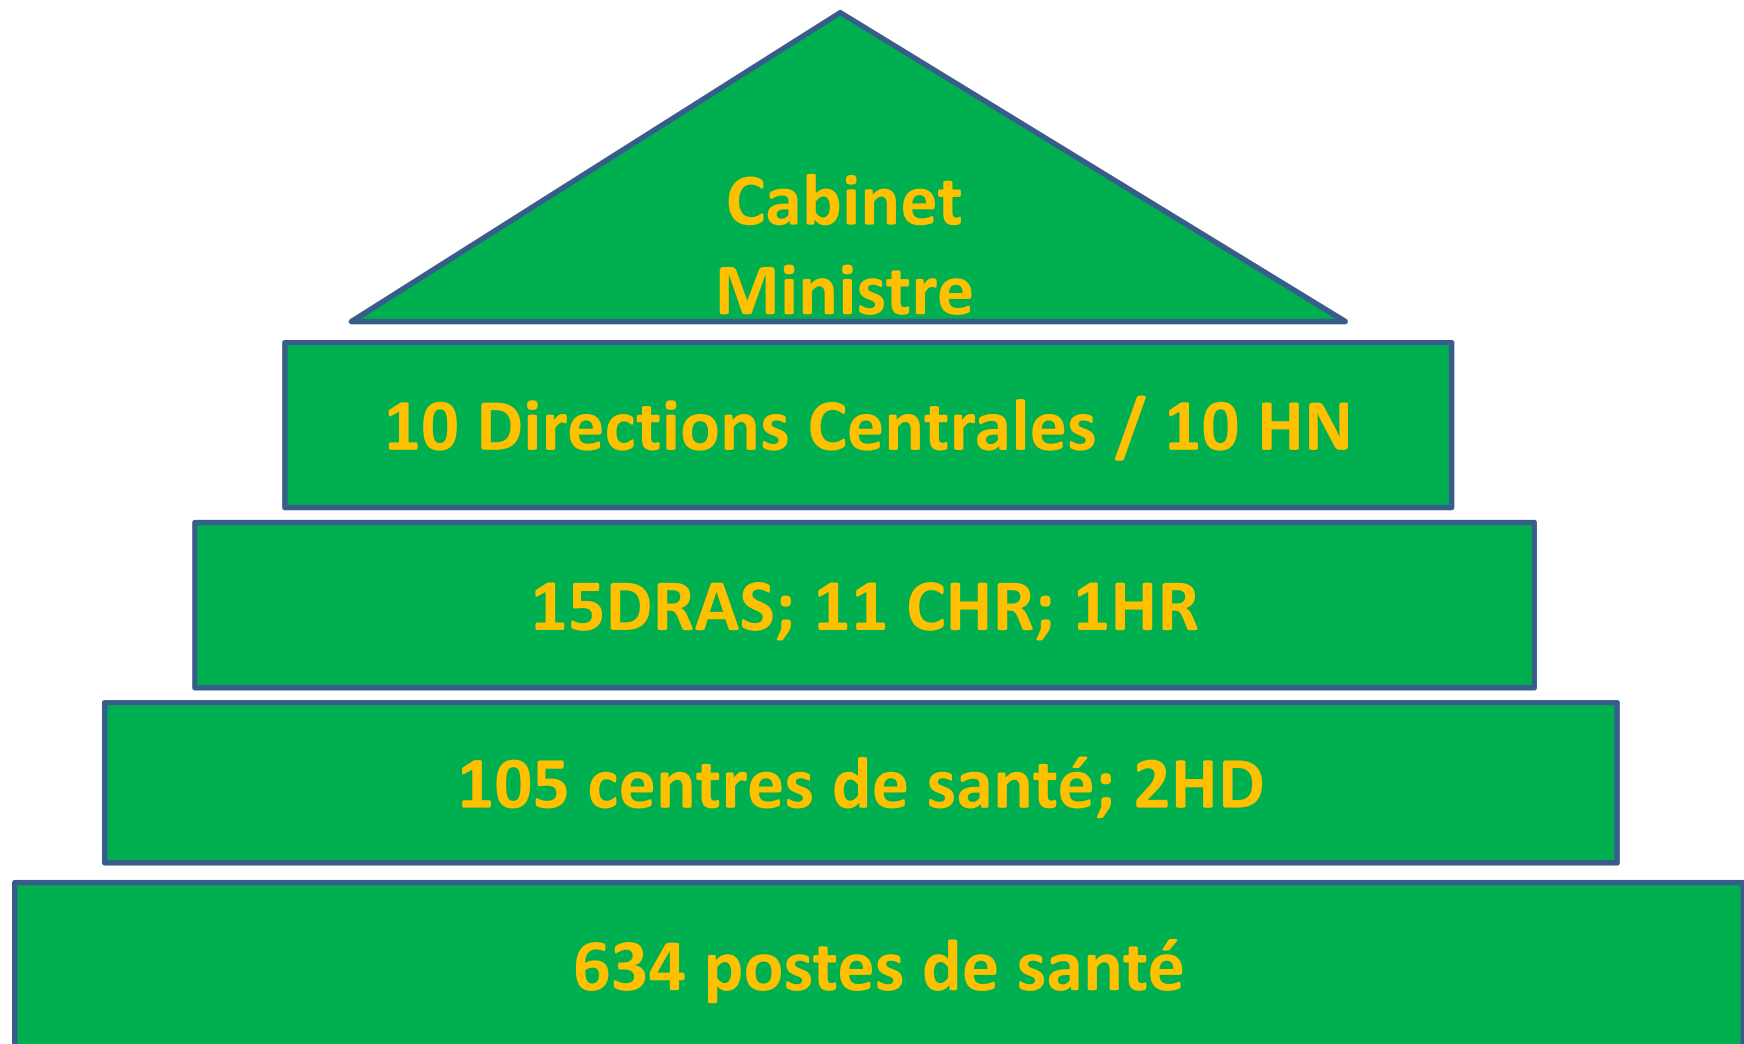 Cabinet
Ministre
10 Directions Centrales / 10 HN
15DRAS; 11 CHR; 1HR
105 centres de santé; 2HD
634 postes de santé